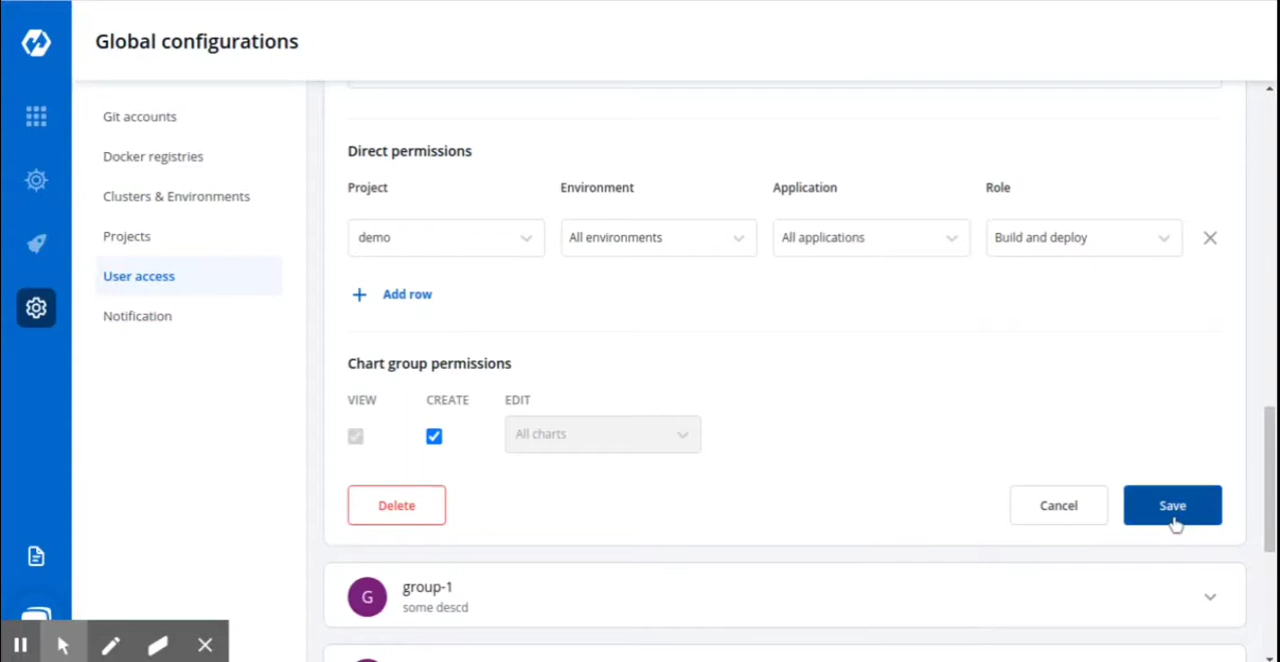 Global configurations
Git accounts
Docker registries
Clusters & Environments
Projects
User access
Notification
Direct permissions
Project Environment Application Role
demo All environments All applications Build and deploy
Add row
Chart group permissions
VIEW CREATE EDIT
All charts
Delete Cancel Save
G group-1
some descd